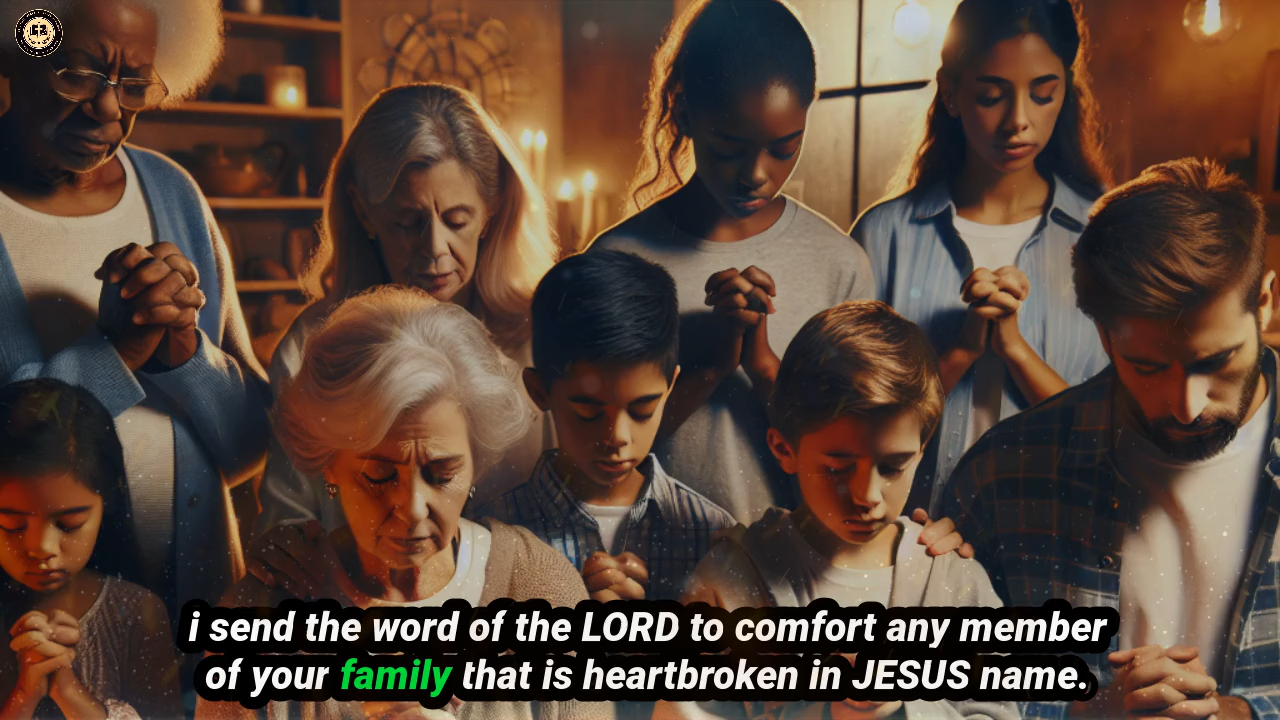 i send the word of the LORD to comfort any member
of your family that is heartbroken in JESUS name.